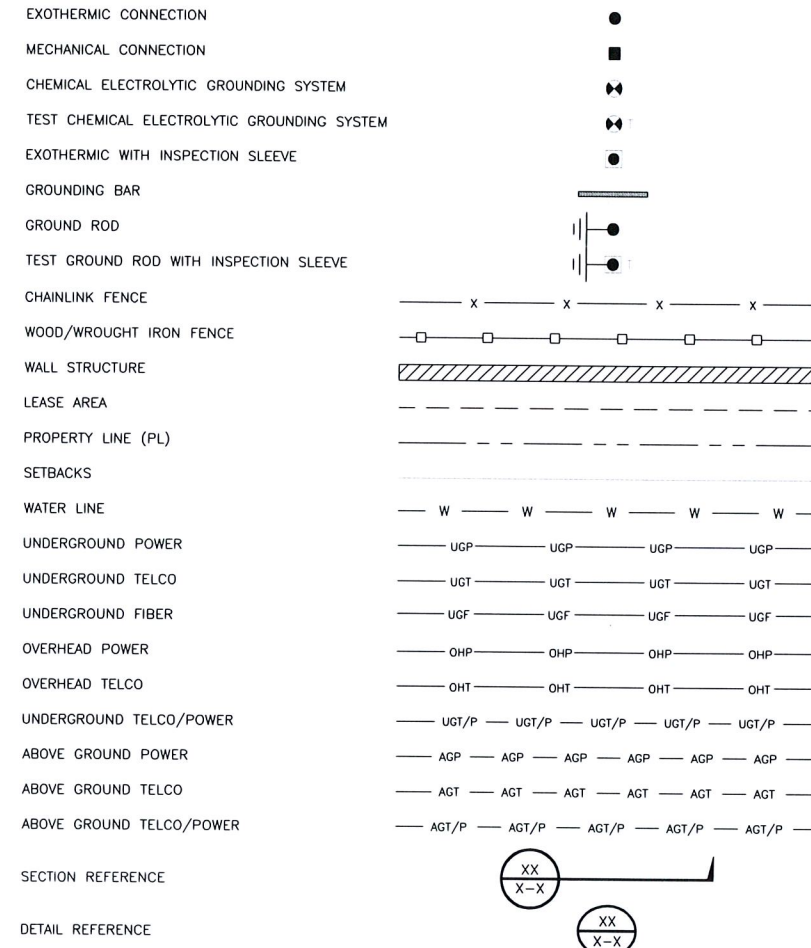 EXOTHERMIC CONNECTION
MECHANICAL CONNECTION
CHEMICAL ELECTROLYTIC GROUNDING SYSTEM
TEST CHEMICAL ELECTROLYTIC GROUNDING SYSTEM T
EXOTHERMIC WITH INSPECTION SLEEVE
GROUNDING BAR
GROUND ROD
TEST GROUND ROD WITH INSPECTION SLEEVE T
CHAINLINK FENCE X X X X
WOOD/WROUGHT IRON FENCE
WALL STRUCTURE
LEASE AREA
PROPERTY LINE (PL)
SETBACKS
WATER LINE W W W W W
UNDERGROUND POWER UGP UGP UGP UGP
UNDERGROUND TELCO UGT UGT UGT UGT
UNDERGROUND FIBER UGF UGF UGF UGF
OVERHEAD POWER OHP OHP OHP OHP
OVERHEAD TELCO OHT OHT OHT OHT
UNDERGROUND TELCO/POWER UGT/P UGT/P UGT/P UGT/P UGT/P
ABOVE GROUND POWER AGP AGP AGP AGP AGP AGP
ABOVE GROUND TELCO AGT AGT AGT AGT AGT AGT
ABOVE GROUND TELCO/POWER AGT/P AGT/P AGT/P AGT/P AGT/P
SECTION REFERENCE XX
X-X
DETAIL REFERENCE XX
X-X